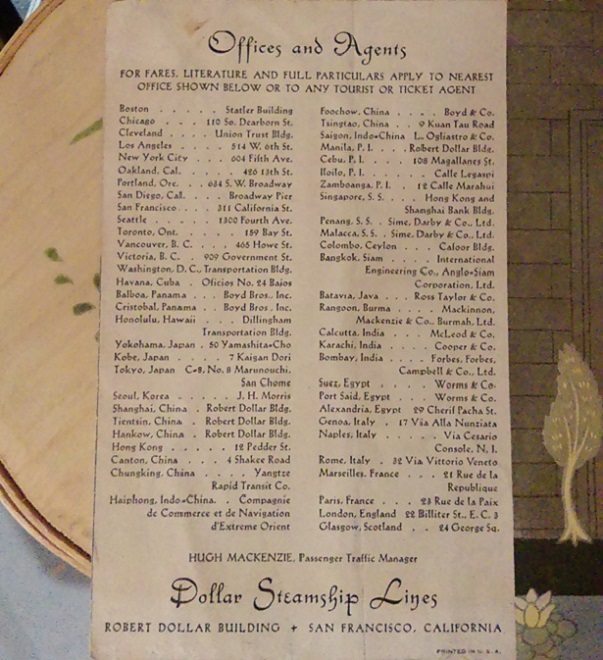 Offices and Agents
FOR FARES, LITERATURE AND FULL PARTICULARS APPLY TO NEAREST
OFFICE SHOWN BELOW OR TO ANY TOURIST OR TICKET AGENT
Boston . . . . . Statler Building
Chicago . . . . 110 So. Dearborn St.
Cleveland . . . . Union Trust Bldg.
Los Angeles . . . . 514 W. 6th St.
New York City . . . 604 Fifth Ave.
Oakland, Cal. . . . . 426 13th St.
Portland, Ore. . . 634 S. W. Broadway
San Diego, Cal. . . . Broadway Pier
San Francisco . . . 311 California St.
Seattle . . . . 1300 Fourth Ave.
Toronto, Ont. . . . . 159 Bay St.
Vancouver, B. C. . . . 465 Howe St.
Victoria, B. C. . 909 Government St.
Washington, D. C., Transportation Bldg.
Havana, Cuba . Oficios No. 24 Baios
Balboa, Panama . . . Boyd Bros., Inc.
Cristobal, Panama . . Boyd Bros., Inc.
Honolulu, Hawaii . . . Dillingham
Transportation Bldg.
Yokohama, Japan . 50 Yamashita-Cho
Kobe, Japan . . . . 7 Kaigan Dori
Tokyo, Japan C-8, No. 8 Marunouchi,
San Chome
Seoul, Korea . . . . J. H. Morris
Shanghai, China . Robert Dollar Bldg.
Tientsin, China . Robert Dollar Bldg.
Hankow, China . Robert Dollar Bldg.
Hong Kong . . . . . 12 Pedder St.
Canton, China . . . 4 Shakee Road
Chungking, China . . . Yangtze
Rapid Transit Co.
Haiphong, Indo-China. . Compagnie
de Commerce et de Navigation
d'Extreme Orient
Foochow, China . . . . Boyd & Co.
Tsingtao, China . . 9 Kuan Tau Road
Saigon, Indo-China L. Ogliastro & Co.
Manila, P. I. . . Robert Dollar Bldg.
Cebu, P. I. . . . 108 Magallanes St.
Iloilo, P. I. . . . . Calle Legaspi
Zamboanga, P. I. . . 12 Calle Marahui
Singapore, S. S. . . . Hong Kong and
Shanghai Bank Bldg.
Penang, S. S. . Sime, Darby & Co., Ltd.
Malacca, S. S. . Sime, Darby & Co., Ltd.
Colombo, Ceylon . . . Caloor Bldg.
Bangkok, Siam . . . . International
Engineering Co., Anglo-Siam
Corporation, Ltd.
Batavia, Java . . . Ross Taylor & Co.
Rangoon, Burma . . . Mackinnon,
Mackenzie & Co., Burmah, Ltd.
Calcutta, India . . . McLeod & Co.
Karachi, India . . . . Cooper & Co.
Bombay, India . . . . Forbes, Forbes,
Campbell & Co., Ltd.
Suez, Egypt . . . . . Worms & Co.
Port Said, Egypt . . . Worms & Co.
Alexandria, Egypt 29 Cherif Pacha St.
Genoa, Italy . . 17 Via Alla Nunziata
Naples, Italy . . . . . Via Cesario
Console, N. I.
Rome, Italy . 32 Via Vittorio Veneto
Marseilles, France . . . 21 Rue de la
Republique
Paris, France . . . 23 Rue de la Paix
London, England 22 Billiter St., E. C. 3
Glasgow, Scotland . . 24 George Sq.
HUGH MACKENZIE, Passenger Traffic Manager
Dollar Steamship Lines
ROBERT DOLLAR BUILDING + SAN FRANCISCO, CALIFORNIA
PRINTED IN U. S. A.